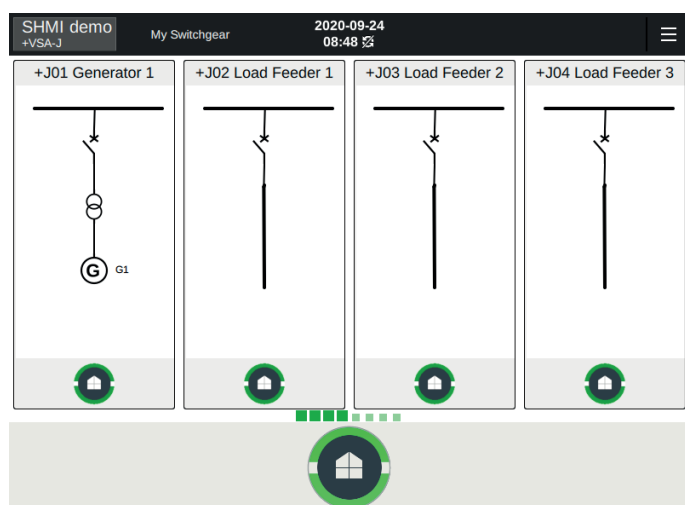 SHMI demo
+VSA-J
My Switchgear
2020-09-24
08:48
+J01 Generator 1
+J02 Load Feeder 1
+J03 Load Feeder 2
+J04 Load Feeder 3
G
G1